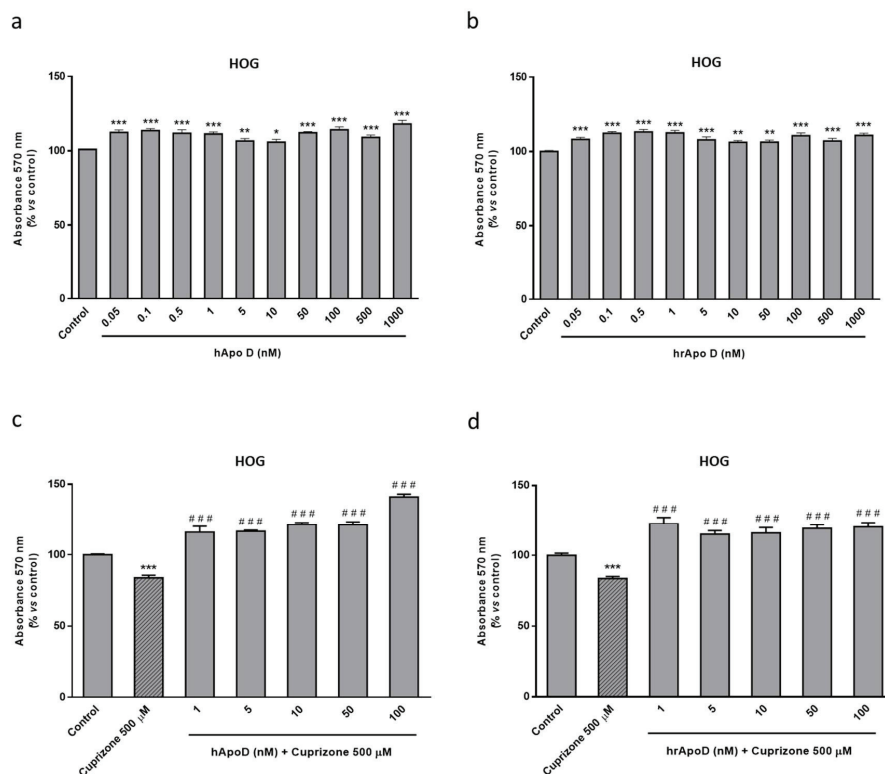 a
HOG
150
100
50
0
Absorbance 570 nm
(% vs control)
***
***
***
***
**
*
***
***
***
***
Control
0.05
0.1
0.5
1
5
10
50
100
500
1000
hApo D (nM)
b
HOG
150
100
50
0
Absorbance 570 nm
(% vs control)
***
***
***
***
***
**
**
***
***
***
Control
0.05
0.1
0.5
1
5
10
50
100
500
1000
hrApo D (nM)
c
HOG
150
100
50
0
Absorbance 570 nm
(% vs control)
***
# # #
# # #
# # #
# # #
# # #
Control
Cuprizone 500 µM
1
5
10
50
100
hApoD (nM) + Cuprizone 500 µM
d
HOG
150
100
50
0
Absorbance 570 nm
(% vs control)
***
# # #
# # #
# # #
# # #
# # #
Control
Cuprizone 500 µM
1
5
10
50
100
hrApoD (nM) + Cuprizone 500 µM